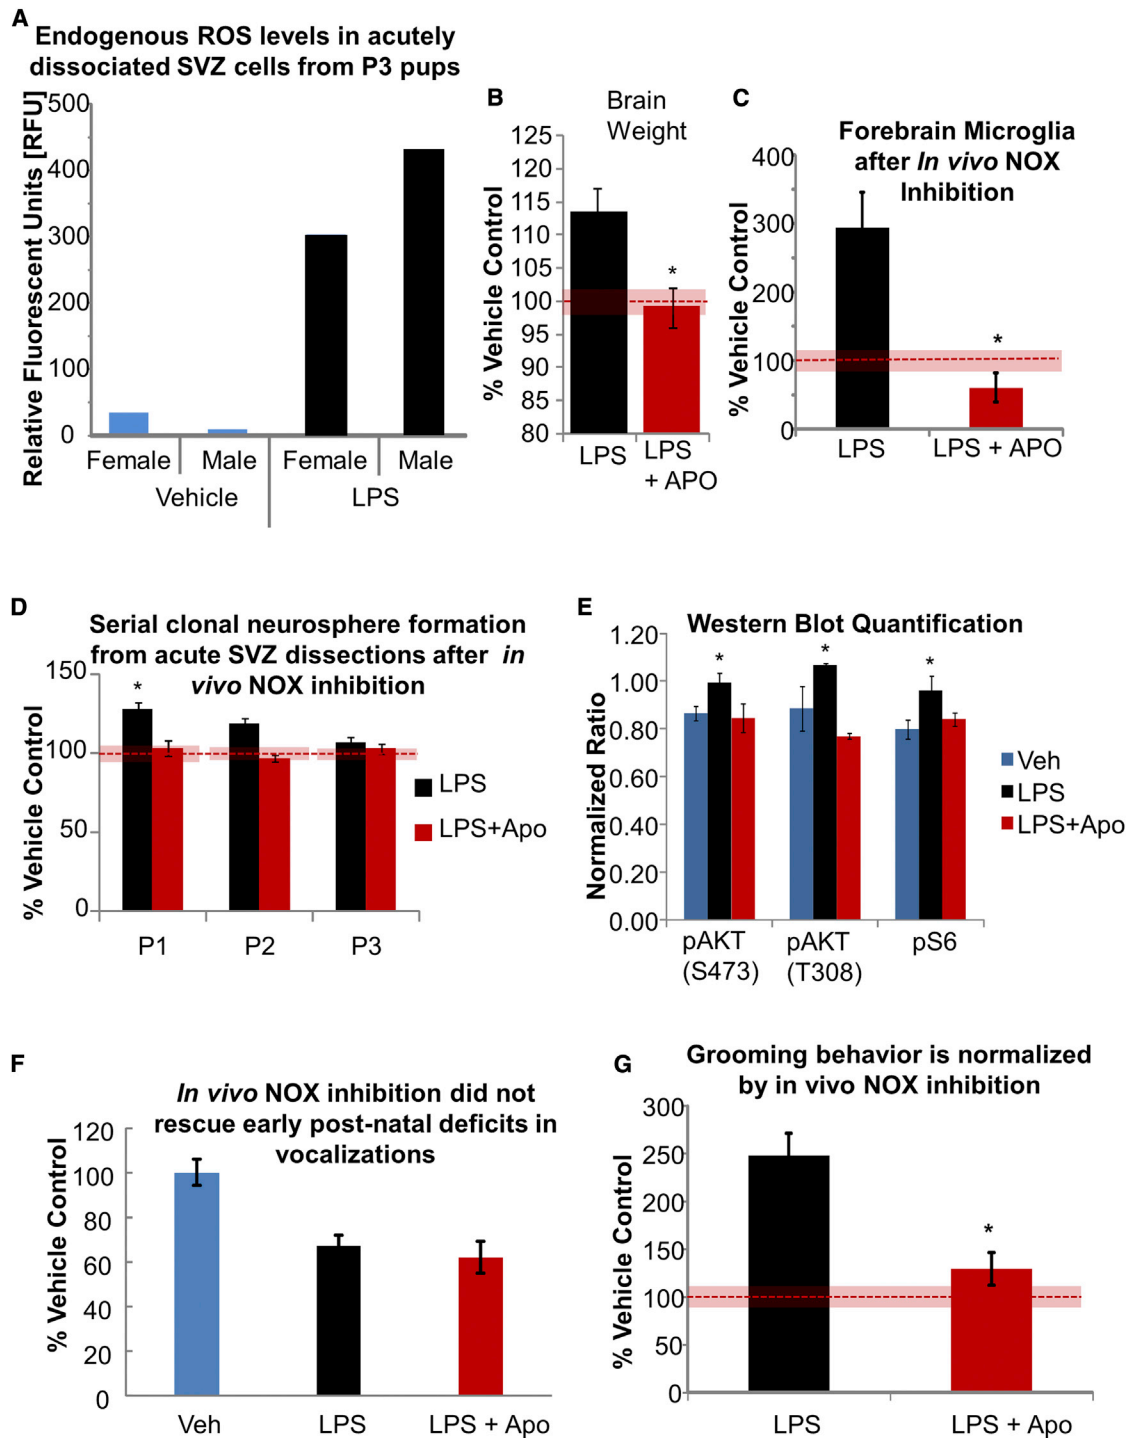 A
Endogenous ROS levels in acutely
dissociated SVZ cells from P3 pups
Relative Fluorescent Units [RFU]
500
400
300
200
100
0
Female Male Female Male
Vehicle LPS
B
Brain
Weight
% Vehicle Control
125
120
115
110
105
100
95
90
85
80
*
LPS LPS
+ APO
C
Forebrain Microglia
after In vivo NOX
Inhibition
% Vehicle Control
400
300
200
100
0
*
LPS LPS + APO
D
Serial clonal neurosphere formation
from acute SVZ dissections after in
vivo NOX inhibition
% Vehicle Control
150
100
50
0
*
P1 P2 P3
LPS
LPS+Apo
E
Western Blot Quantification
Normalized Ratio
1.20
1.00
0.80
0.60
0.40
0.20
0.00
* * *
pAKT pAKT pS6
(S473) (T308)
Veh
LPS
LPS+Apo
F
In vivo NOX inhibition did not
rescue early post-natal deficits in
vocalizations
% Vehicle Control
120
100
80
60
40
20
0
Veh LPS LPS + Apo
G
Grooming behavior is normalized
by in vivo NOX inhibition
% Vehicle Control
300
250
200
150
100
50
0
*
LPS LPS + Apo